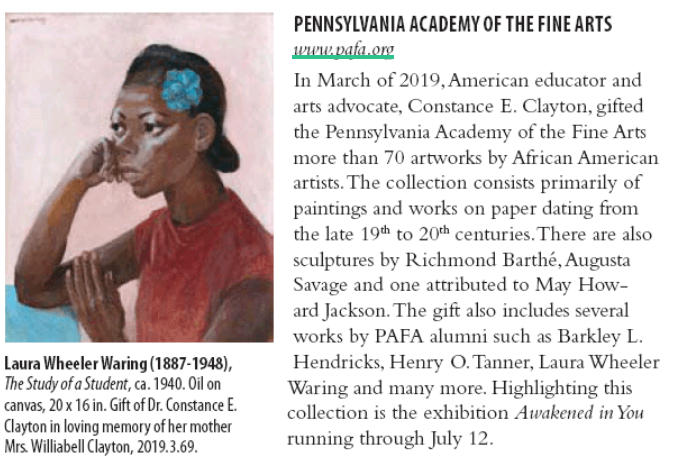 PENNSYLVANIA ACADEMY OF THE FINE ARTS
www.pafa.org
In March of 2019, American educator and
arts advocate, Constance E. Clayton, gifted
the Pennsylvania Academy of the Fine Arts
more than 70 artworks by African American
artists. The collection consists primarily of
paintings and works on paper dating from
the late 19th to 20th centuries. There are also
sculptures by Richmond Barthé, Augusta
Savage and one attributed to May How-
ard Jackson. The gift also includes several
works by PAFA alumni such as Barkley L.
Hendricks, Henry O. Tanner, Laura Wheeler
Waring and many more. Highlighting this
collection is the exhibition Awakened in You
running through July 12.
Laura Wheeler Waring (1887-1948),
The Study of a Student, ca. 1940. Oil on
canvas, 20 x 16 in. Gift of Dr. Constance E.
Clayton in loving memory of her mother
Mrs. Williabell Clayton, 2019.3.69.